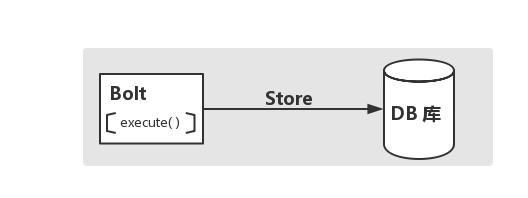 Bolt
execute( )
Store
DB 库